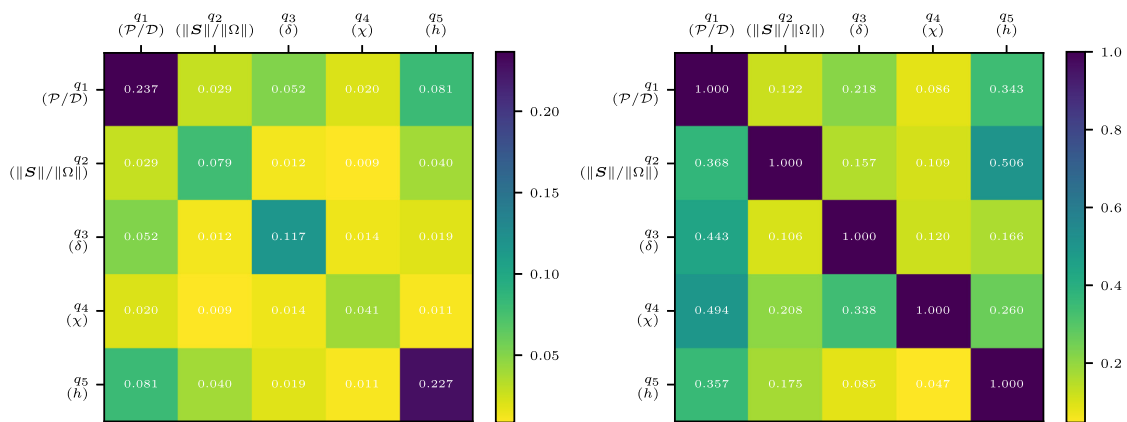 q1 q2 q3 q4 q5
(𝒫/𝒟) (‖S‖/‖Ω‖) (δ) (χ) (h)
q1
(𝒫/𝒟)
0.237 0.029 0.052 0.020 0.081
q2
(‖S‖/‖Ω‖)
0.029 0.079 0.012 0.009 0.040
q3
(δ)
0.052 0.012 0.117 0.014 0.019
q4
(χ)
0.020 0.009 0.014 0.041 0.011
q5
(h)
0.081 0.040 0.019 0.011 0.227
0.20
0.15
0.10
0.05
q1 q2 q3 q4 q5
(𝒫/𝒟) (‖S‖/‖Ω‖) (δ) (χ) (h)
q1
(𝒫/𝒟)
1.000 0.122 0.218 0.086 0.343
q2
(‖S‖/‖Ω‖)
0.368 1.000 0.157 0.109 0.506
q3
(δ)
0.443 0.106 1.000 0.120 0.166
q4
(χ)
0.494 0.208 0.338 1.000 0.260
q5
(h)
0.357 0.175 0.085 0.047 1.000
1.0
0.8
0.6
0.4
0.2